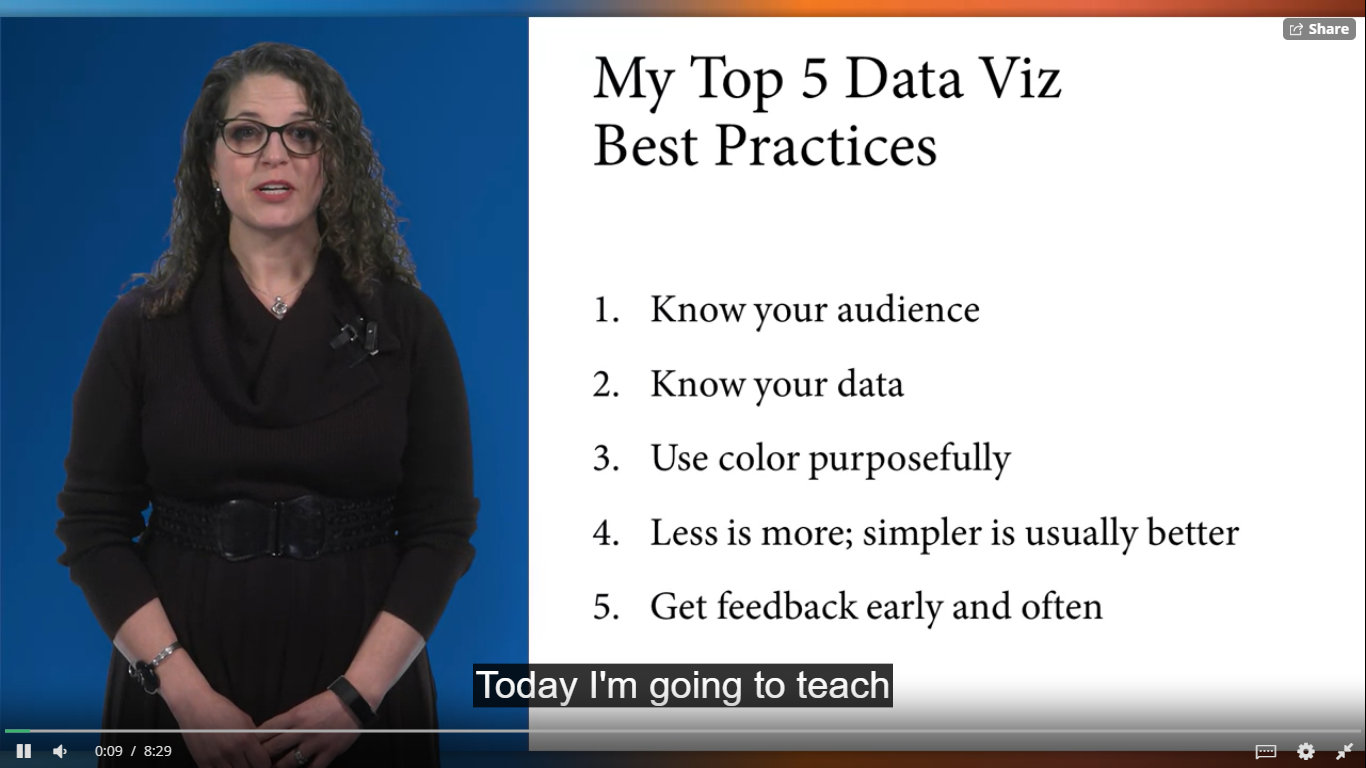 Share
My Top 5 Data Viz
Best Practices
1. Know your audience
2. Know your data
3. Use color purposefully
4. Less is more; simpler is usually better
5. Get feedback early and often
Today I'm going to teach
0:09 / 8:29